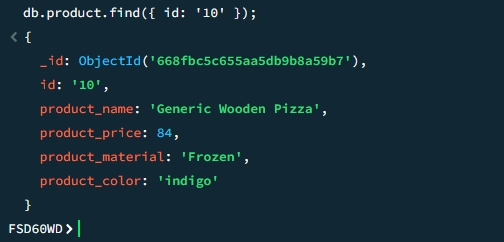 db.product.find({ id: '10' });
< {
_id: ObjectId('668fbc5c655aa5db9b8a59b7'),
id: '10',
product_name: 'Generic Wooden Pizza',
product_price: 84,
product_material: 'Frozen',
product_color: 'indigo'
}
FSD60WD>